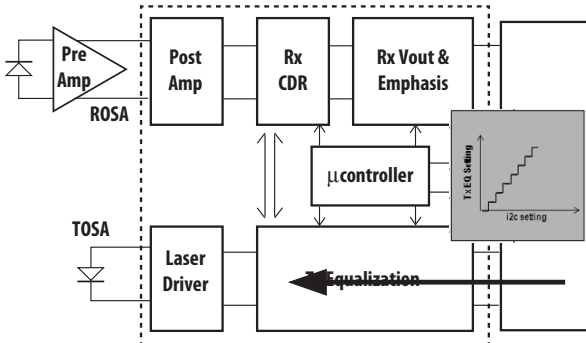 Pre
Amp
ROSA
Post
Amp
Rx
CDR
Rx Vout &
Emphasis
μcontroller
TxEQ Setting
i2c setting
TOSA
Laser
Driver
Equalization